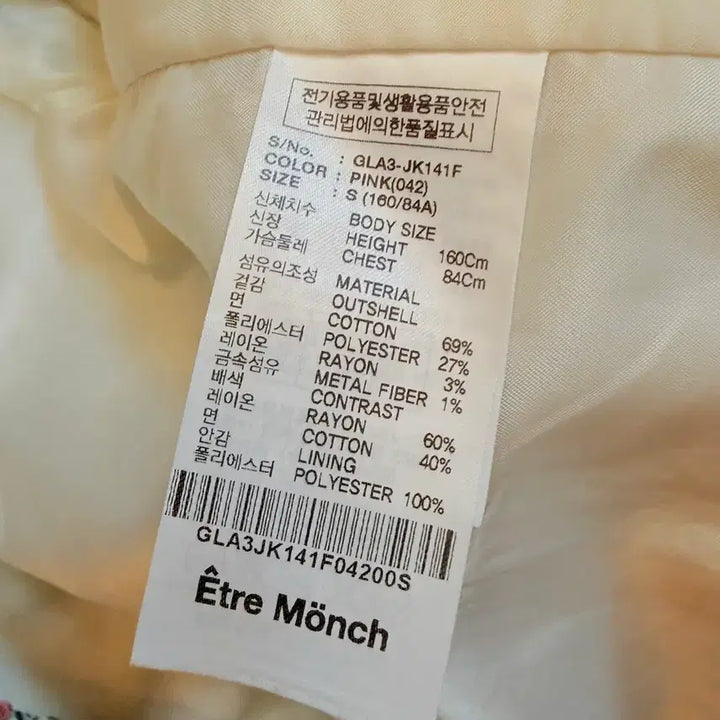 전기용품및생활용품안전
관리법에의한품질표시
S/No. : GLA3-JK141F
COLOR : PINK(042)
SIZE : S (160/84A)
신체치수 BODY SIZE
신장 HEIGHT 160Cm
가슴둘레 CHEST 84Cm
섬유의조성 MATERIAL
겉감 OUTSHELL
면 COTTON 69%
폴리에스터 POLYESTER 27%
레이온 RAYON 3%
금속섬유 METAL FIBER 1%
배색 CONTRAST
레이온 RAYON 60%
면 COTTON 40%
안감 LINING
폴리에스터 POLYESTER 100%
GLA3JK141F04200S
Être Mönch